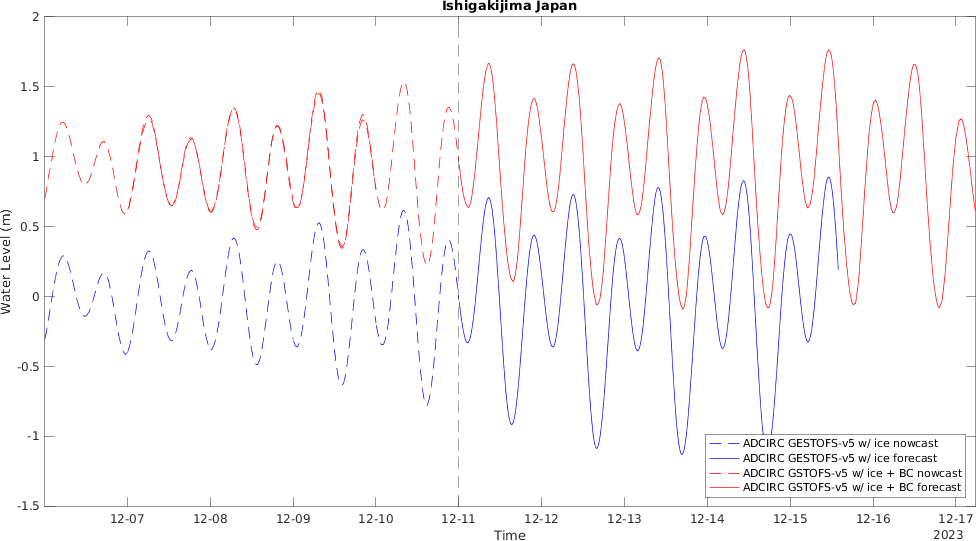 Ishigakijima Japan
2
1.5
1
0.5
0
-0.5
-1
-1.5
Water Level (m)
ADCIRC GESTOFS-v5 w/ ice nowcast
ADCIRC GESTOFS-v5 w/ ice forecast
ADCIRC GSTOFS-v5 w/ ice + BC nowcast
ADCIRC GSTOFS-v5 w/ ice + BC forecast
12-07 12-08 12-09 12-10 12-11 12-12 12-13 12-14 12-15 12-16 12-17
Time
2023